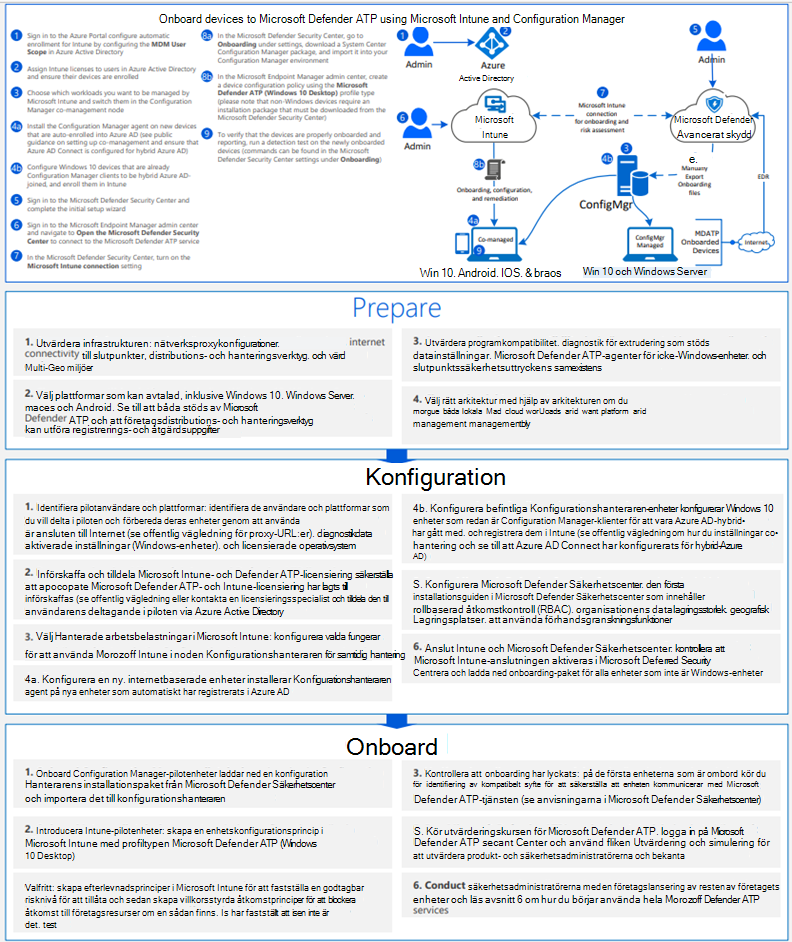 Onboard devices to Microsoft Defender ATP using Microsoft Intune and Configuration Manager
1 Sign in to the Azure Portal configure automatic
enrollment for Intune by configuring the MDM User
Scope in Azure Active Directory
2 Assign Intune licenses to users in Azure Active Directory
and ensure their devices are enrolled
3 Choose which workloads you want to be managed by
Microsoft Intune and switch them in the Configuration
Manager co-management node
4a Install the Configuration Manager agent on new devices
that are auto-enrolled into Azure AD (see public
guidance on setting up co-management and ensure that
Azure AD Connect is configured for hybrid Azure AD)
4b Configure Windows 10 devices that are already
Configuration Manager clients to be hybrid Azure AD-
joined, and enroll them in Intune
5 Sign in to the Microsoft Defender Security Center and
complete the initial setup wizard
6 Sign in to the Microsoft Endpoint Manager admin center
and navigate to Open the Microsoft Defender Security
Center to connect to the Microsoft Defender ATP service
7 In the Microsoft Defender Security Center, turn on the
Microsoft Intune connection setting
8a In the Microsoft Defender Security Center, go to
Onboarding under settings, download a System Center
Configuration Manager package, and import it into your
Configuration Manager environment
8b In the Microsoft Endpoint Manager admin center, create
a device configuration policy using the Microsoft
Defender ATP (Windows 10 Desktop) profile type
(please note that non-Windows devices require an
installation package that must be downloaded from the
Microsoft Defender Security Center)
9 To verify that the devices are properly onboarded and
reporting, run a detection test on the newly onboarded
devices (commands can be found in the Microsoft
Defender Security Center settings under Onboarding)
1
Admin
2
Azure
Active Directory
5
Admin
6
Admin
Microsoft
Intune
7
Microsoft Intune
connection
for onboarding and
risk assessment
Microsoft Defender
Avancerat skydd
e.
8b
Onboarding, configuration,
and remediation
3
4b
ConfigMgr
Manuany
Export
Onboarding
files
EDR
4a
Co-managed
9
ConfigMgr
Managed
MDATP
Onboarded
Devices
Internet
Win 10. Android. IOS. & braos
Win 10 och Windows Server
Prepare
1. Utvärdera infrastrukturen: nätverksproxykonfigurationer. internet
connectivity till slutpunkter, distributions- och hanteringsverktyg. och värd
Multi-Geo miljöer
2. Välj plattformar som kan avtalad, inklusive Windows 10. Windows Server.
maces och Android. Se till att båda stöds av Microsoft
Defender ATP och att företagsdistributions- och hanteringsverktyg
kan utföra registrerings- och åtgärdsuppgifter
3. Utvärdera programkompatibilitet. diagnostik för extrudering som stöds
datainställningar. Microsoft Defender ATP-agenter för icke-Windows-enheter. och
slutpunktssäkerhetsuttryckens samexistens
4. Välj rätt arkitektur med hjälp av arkitekturen om du
morgue båda lokala Mad cloud worUoads arid want platform arid
management managementbly
Konfiguration
1. Identifiera pilotanvändare och plattformar: identifiera de användare och plattformar som
du vill delta i piloten och förbereda deras enheter genom att använda
är ansluten till Internet (se offentlig vägledning för proxy-URL:er). diagnostikdata
aktiverade inställningar (Windows-enheter). och licensierade operativsystem
2. Införskaffa och tilldela Microsoft Intune- och Defender ATP-licensiering säkerställa
att apocopate Microsoft Defender ATP- och Intune-licensiering har lagts till
införskaffas (se offentlig vägledning eller kontakta en licensieringsspecialist och tilldela den till
användarens deltagande i piloten via Azure Active Directory
3. Välj Hanterade arbetsbelastningar i Microsoft Intune: konfigurera valda fungerar
för att använda Morozoff Intune i noden Konfigurationshanteraren för samtidig hantering
4a. Konfigurera en ny. internetbaserade enheter installerar Konfigurationshanteraren
agent på nya enheter som automatiskt har registrerats i Azure AD
4b. Konfigurera befintliga Konfigurationshanteraren-enheter konfigurerar Windows 10
enheter som redan är Configuration Manager-klienter för att vara Azure AD-hybrid-
har gått med. och registrera dem i Intune (se offentlig vägledning om hur du inställningar co-
hantering och se till att Azure AD Connect har konfigurerats för hybrid-Azure
AD)
S. Konfigurera Microsoft Defender Säkerhetscenter. den första
installationsguiden i Microsoft Defender Säkerhetscenter som innehåller
rollbaserad åtkomstkontroll (RBAC). organisationens datalagringsstorlek. geografisk
Lagringsplatser. att använda förhandsgranskningsfunktioner
6. Anslut Intune och Microsoft Defender Säkerhetscenter. kontrollera att
Microsoft Intune-anslutningen aktiveras i Microsoft Deferred Security
Centrera och ladda ned onboarding-paket för alla enheter som inte är Windows-enheter
Onboard
1. Onboard Configuration Manager-pilotenheter laddar ned en konfiguration
Hanterarens installationspaket från Microsoft Defender Säkerhetscenter
och importera det till konfigurationshanteraren
2. Introducera Intune-pilotenheter: skapa en enhetskonfigurationsprincip i
Microsoft Intune med profiltypen Microsoft Defender ATP (Windows
10 Desktop)
Valfritt: skapa efterlevnadsprinciper i Microsoft Intune för att fastställa en godtagbar
risknivå för att tillåta och sedan skapa villkorsstyrda åtkomstprinciper för att blockera
åtkomst till företagsresurser om en sådan finns. Is har fastställt att isen inte är
det. test
3. Kontrollera att onboarding har lyckats: på de första enheterna som är ombord kör du
för identifiering av kompatibelt syfte för att säkerställa att enheten kommunicerar med Microsoft
Defender ATP-tjänsten (se anvisningarna i Microsoft Defender Säkerhetscenter)
S. Kör utvärderingskursen för Microsoft Defender ATP. logga in på Microsoft
Defender ATP secant Center och använd fliken Utvärdering och simulering för
att utvärdera produkt- och säkerhetsadministratörerna och bekanta
6. Conduct säkerhetsadministratörerna med en företagslansering av resten av företagets
enheter och läs avsnitt 6 om hur du börjar använda hela Morozoff Defender ATP
services